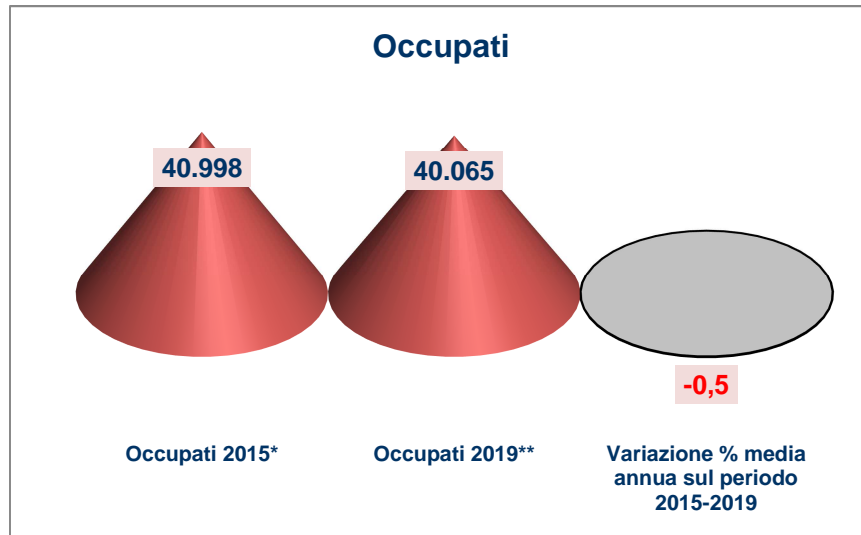 Occupati
40.998
40.065
-0,5
Occupati 2015*
Occupati 2019**
Variazione % media
annua sul periodo
2015-2019